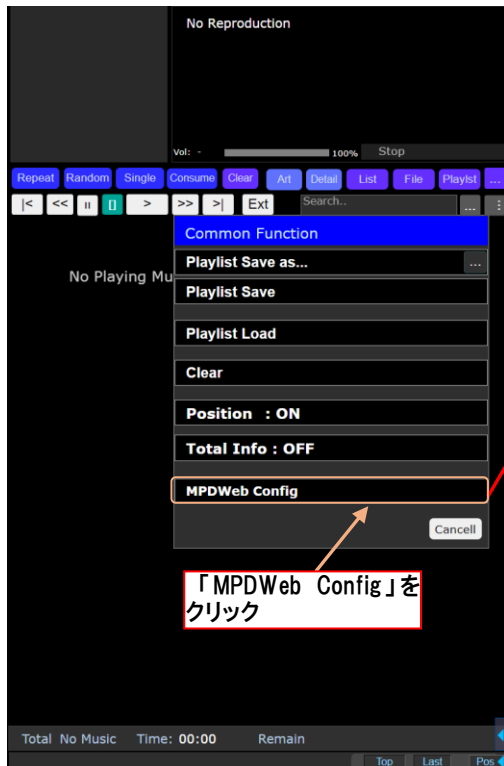 No Reproduction
Vol: - 100% Stop
Repeat Random Single Consume Clear Art Detail List File Playlst ...
|< << II [] > >> >| Ext Search.. ... ⋮
Common Function
Playlist Save as... ...
No Playing Mu
Playlist Save
Playlist Load
Clear
Position : ON
Total Info : OFF
MPDWeb Config
Cancell
「MPDWeb Config」を
クリック
Total No Music Time: 00:00 Remain
Top Last Pos